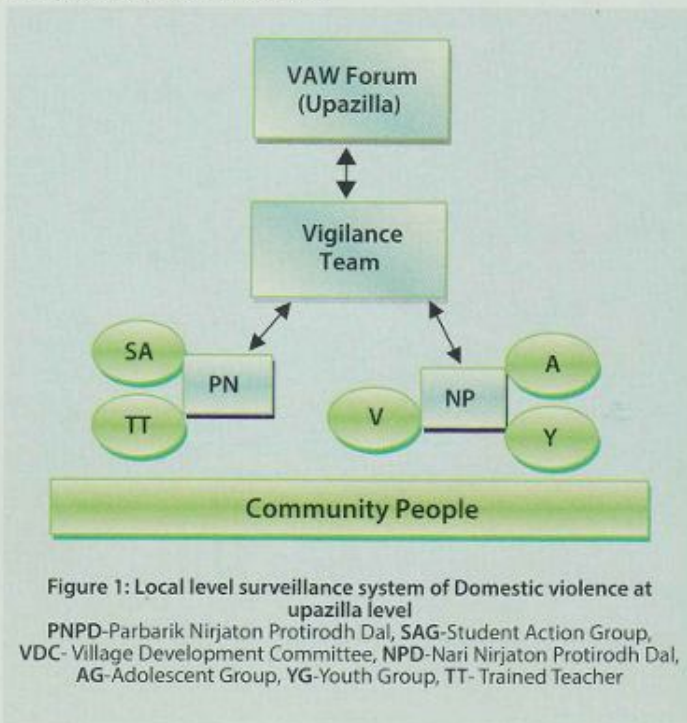 VAW Forum
(Upazilla)
Vigilance
Team
SA
PN
TT
A
NP
V
Y
Community People
Figure 1: Local level surveillance system of Domestic violence at
upazilla level
PNPD-Parbarik Nirjaton Protirodh Dal, SAG-Student Action Group,
VDC- Village Development Committee, NPD-Nari Nirjaton Protirodh Dal,
AG-Adolescent Group, YG-Youth Group, TT- Trained Teacher